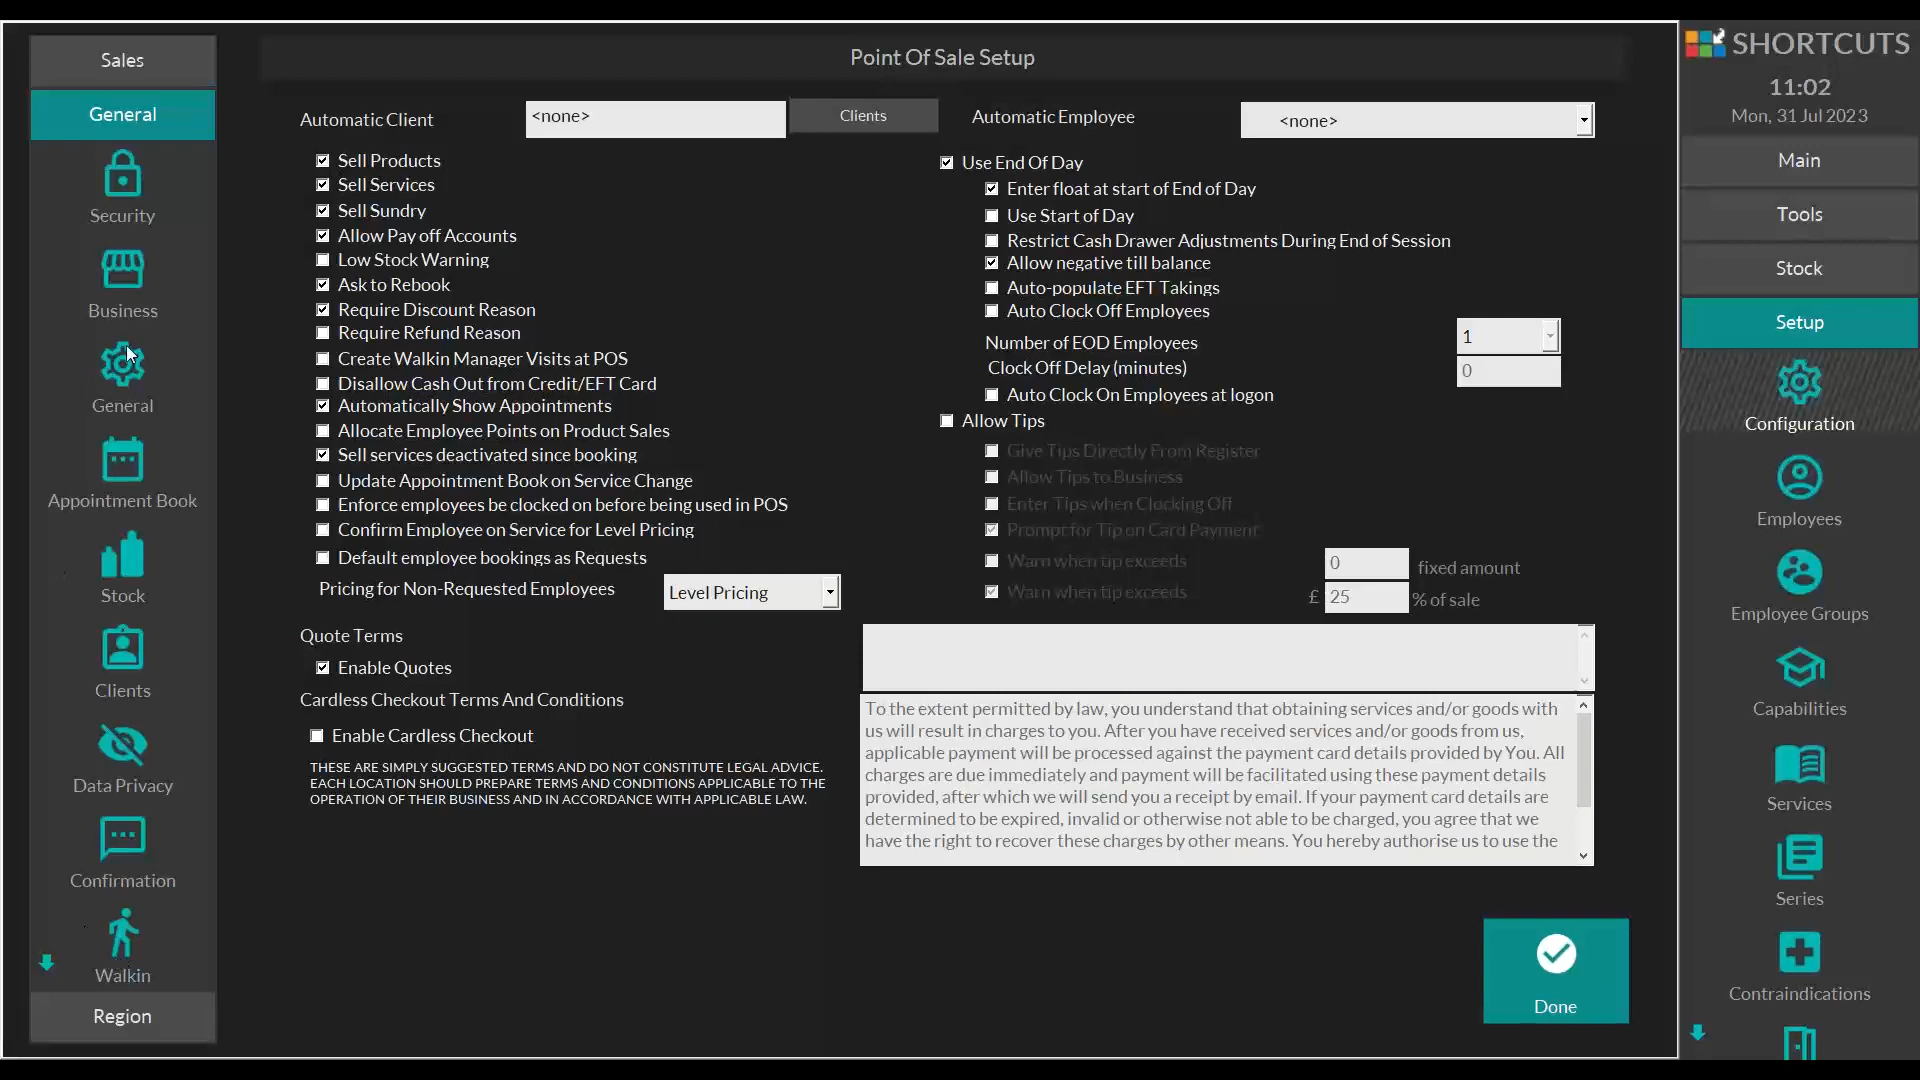 Sales
General
Security
Business
General
Appointment Book
Stock
Clients
Data Privacy
Confirmation
Walkin
Region
Point Of Sale Setup
Automatic Client
<none>
Clients
Automatic Employee
<none>
Sell Products
Sell Services
Sell Sundry
Allow Pay off Accounts
Low Stock Warning
Ask to Rebook
Require Discount Reason
Require Refund Reason
Create Walkin Manager Visits at POS
Disallow Cash Out from Credit/EFT Card
Automatically Show Appointments
Allocate Employee Points on Product Sales
Sell services deactivated since booking
Update Appointment Book on Service Change
Enforce employees be clocked on before being used in POS
Confirm Employee on Service for Level Pricing
Default employee bookings as Requests
Pricing for Non-Requested Employees
Level Pricing
Use End Of Day
Enter float at start of End of Day
Use Start of Day
Restrict Cash Drawer Adjustments During End of Session
Allow negative till balance
Auto-populate EFT Takings
Auto Clock Off Employees
Number of EOD Employees
1
Clock Off Delay (minutes)
0
Auto Clock On Employees at logon
Allow Tips
Give Tips Directly From Register
Allow Tips to Business
Enter Tips when Clocking Off
Prompt for Tip on Card Payment
Warn when tip exceeds
0
fixed amount
Warn when tip exceeds
£
25
% of sale
Quote Terms
Enable Quotes
Cardless Checkout Terms And Conditions
Enable Cardless Checkout
THESE ARE SIMPLY SUGGESTED TERMS AND DO NOT CONSTITUTE LEGAL ADVICE.
EACH LOCATION SHOULD PREPARE TERMS AND CONDITIONS APPLICABLE TO THE
OPERATION OF THEIR BUSINESS AND IN ACCORDANCE WITH APPLICABLE LAW.
To the extent permitted by law, you understand that obtaining services and/or goods with
us will result in charges to you. After you have received services and/or goods from us,
applicable payment will be processed against the payment card details provided by You. All
charges are due immediately and payment will be facilitated using these payment details
provided, after which we will send you a receipt by email. If your payment card details are
determined to be expired, invalid or otherwise not able to be charged, you agree that we
have the right to recover these charges by other means. You hereby authorise us to use the
Done
SHORTCUTS
11:02
Mon, 31 Jul 2023
Main
Tools
Stock
Setup
Configuration
Employees
Employee Groups
Capabilities
Services
Series
Contraindications